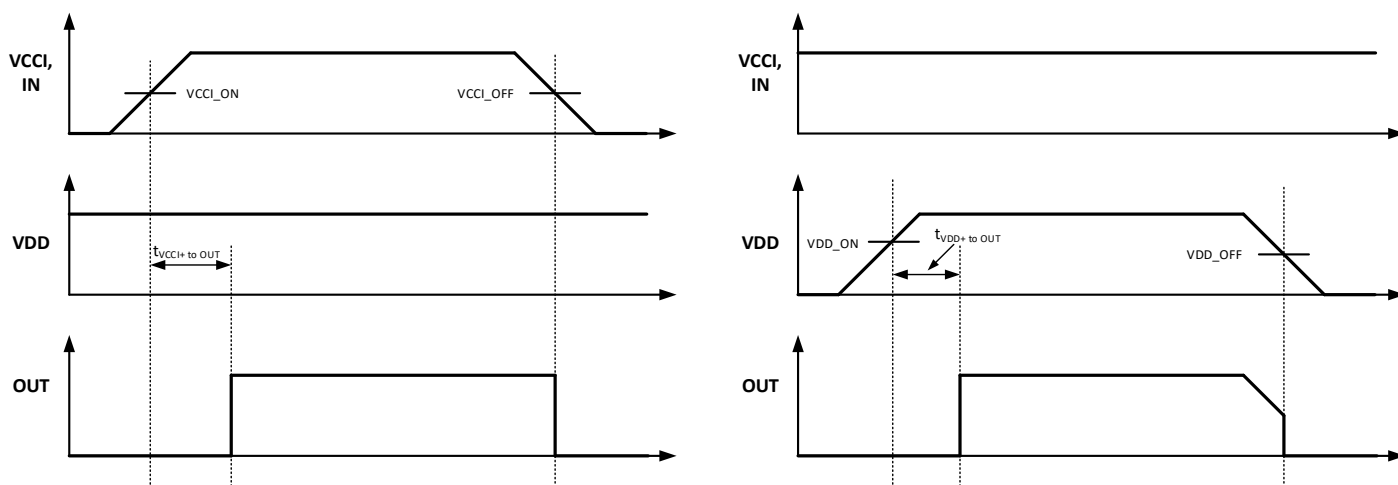 VCCI,
IN
VCCI_ON
VCCI_OFF
VDD
tVCCI+ to OUT
OUT
VCCI,
IN
VDD
VDD_ON
tVDD+ to OUT
VDD_OFF
OUT